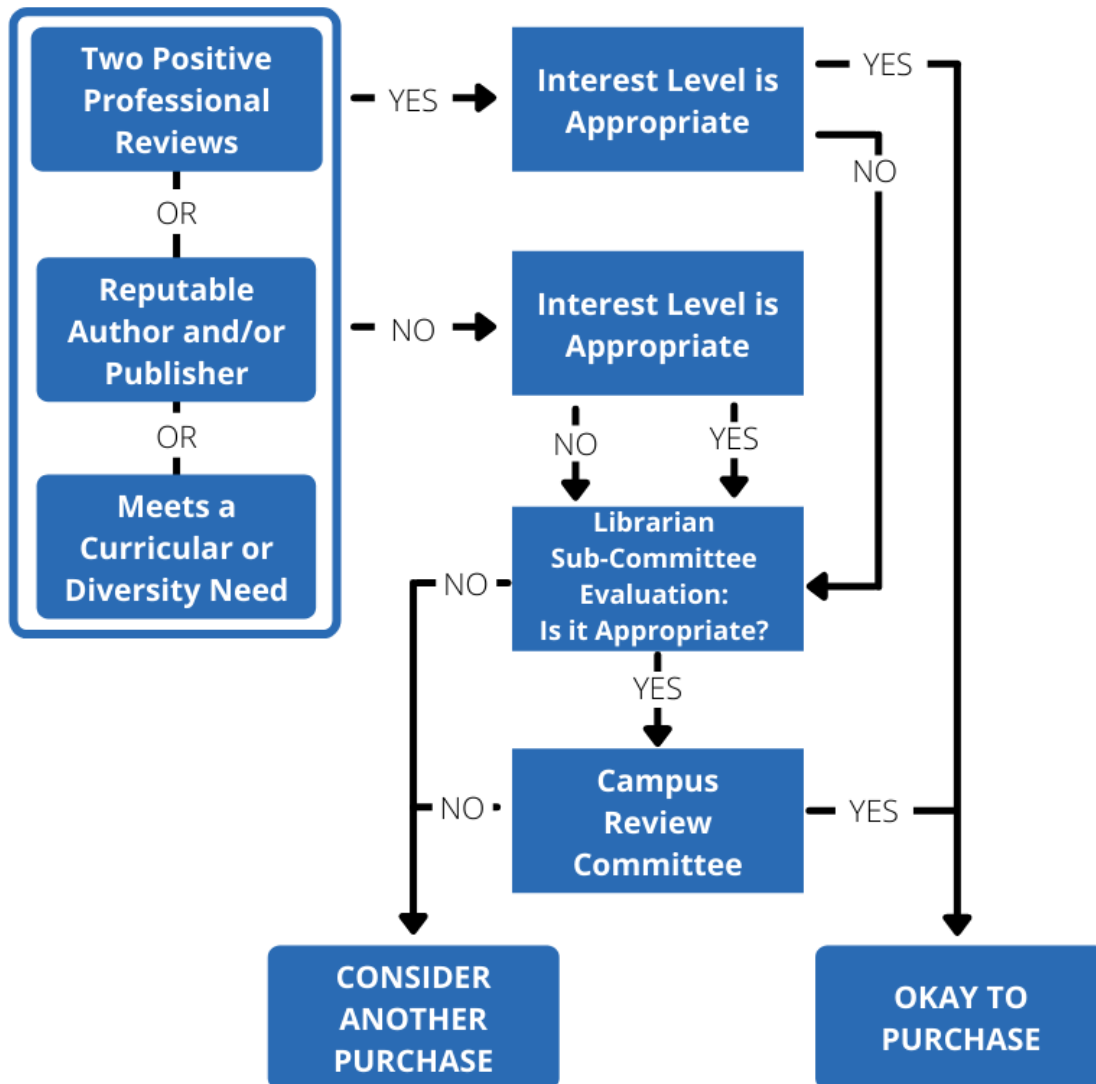 Two Positive
Professional
Reviews
OR
Reputable
Author and/or
Publisher
OR
Meets a
Curricular or
Diversity Need
YES
Interest Level is
Appropriate
YES
NO
NO
Interest Level is
Appropriate
NO
YES
Librarian
Sub-Committee
Evaluation:
Is it Appropriate?
NO
YES
Campus
Review
Committee
NO
YES
CONSIDER
ANOTHER
PURCHASE
OKAY TO
PURCHASE